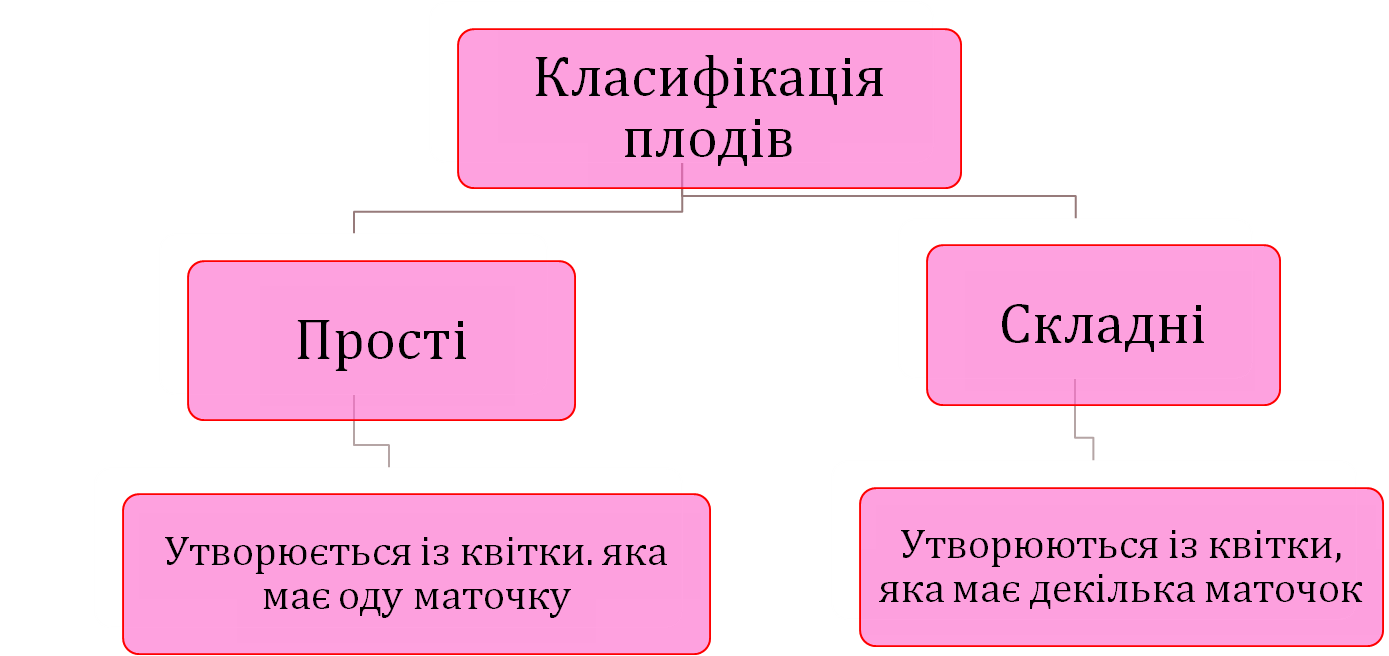 Класифікація
плодів
Прості
Складні
Утворюється із квітки. яка
має оду маточку
Утворюються із квітки,
яка має декілька маточок